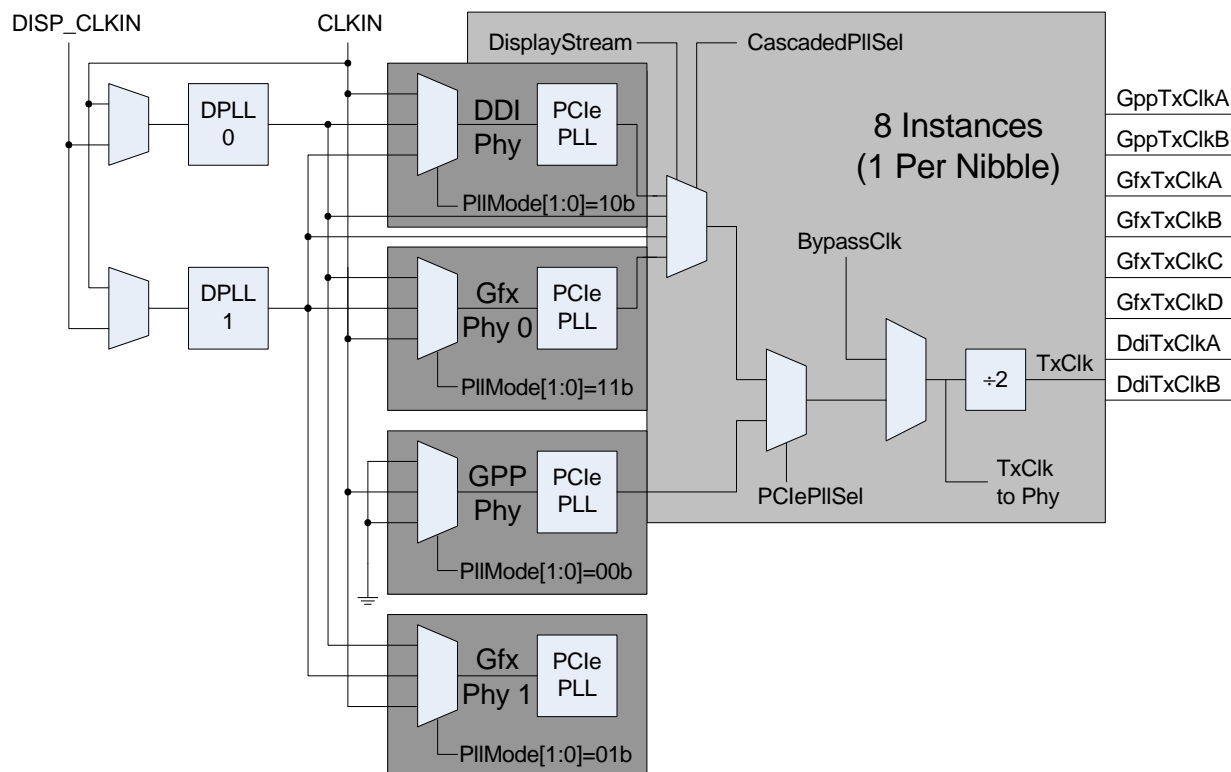 DISP_CLKIN
CLKIN
DisplayStream
CascadedPllSel
DPLL
0
DDI
Phy
PCIe
PLL
PllMode[1:0]=10b
8 Instances
(1 Per Nibble)
GppTxClkA
GppTxClkB
GfxTxClkA
GfxTxClkB
GfxTxClkC
GfxTxClkD
DdiTxClkA
DdiTxClkB
DPLL
1
Gfx
Phy 0
PCIe
PLL
PllMode[1:0]=11b
BypassClk
÷2
TxClk
GPP
Phy
PCIe
PLL
PllMode[1:0]=00b
PCIePllSel
TxClk
to Phy
Gfx
Phy 1
PCIe
PLL
PllMode[1:0]=01b